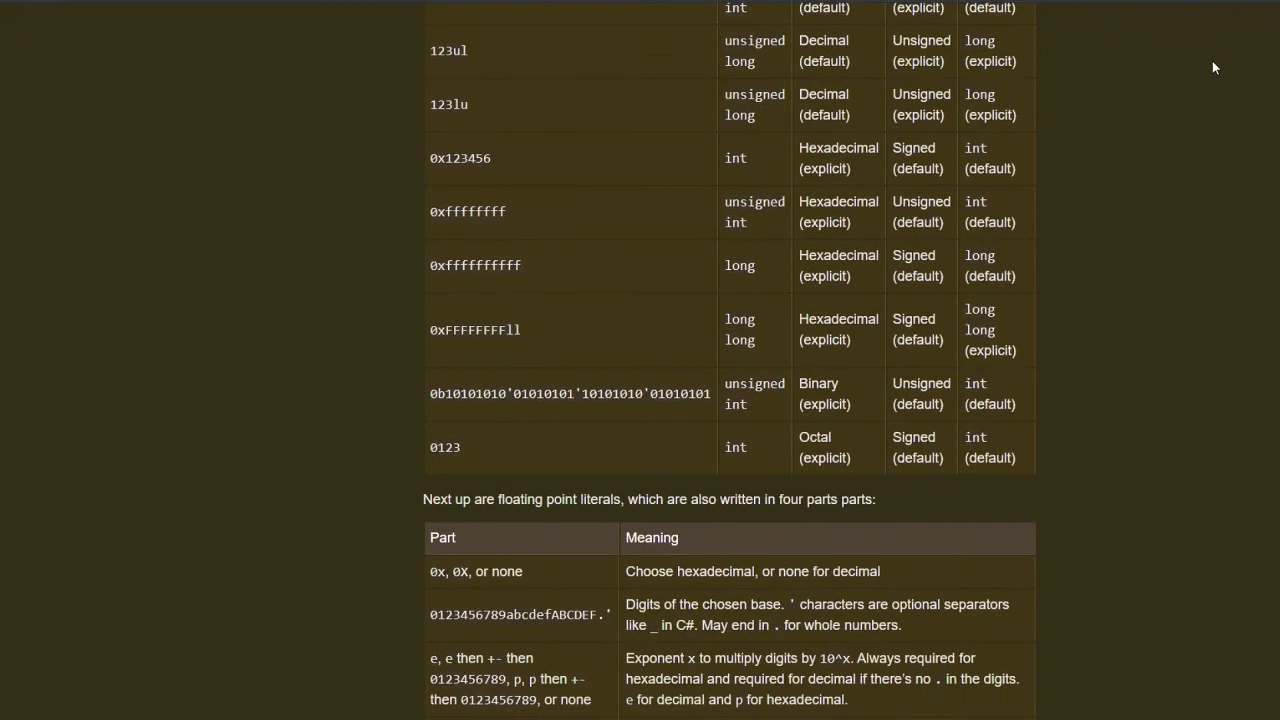 int (default) (explicit) (default)
unsigned Decimal Unsigned long
123ul
long (default) (explicit) (explicit)
unsigned Decimal Unsigned long
123lu
long (default) (explicit) (explicit)
Hexadecimal Signed int
0x123456 int
(explicit) (default) (default)
unsigned Hexadecimal Unsigned int
0xffffffff
int (explicit) (default) (default)
Hexadecimal Signed long
0xffffffffff long
(explicit) (default) (default)
long
long Hexadecimal Signed
0xFFFFFFFFll long
long (explicit) (default)
(explicit)
unsigned Binary Unsigned int
0b10101010'01010101'10101010'01010101
int (explicit) (default) (default)
Octal Signed int
0123 int
(explicit) (default) (default)
Next up are floating point literals, which are also written in four parts parts:
Part Meaning
0x, 0X, or none Choose hexadecimal, or none for decimal
0123456789abcdefABCDEF.' Digits of the chosen base. ' characters are optional separators
like _ in C#. May end in . for whole numbers.
e, e then +- then Exponent x to multiply digits by 10^x. Always required for
0123456789, p, p then +- hexadecimal and required for decimal if there's no . in the digits.
then 0123456789, or none e for decimal and p for hexadecimal.